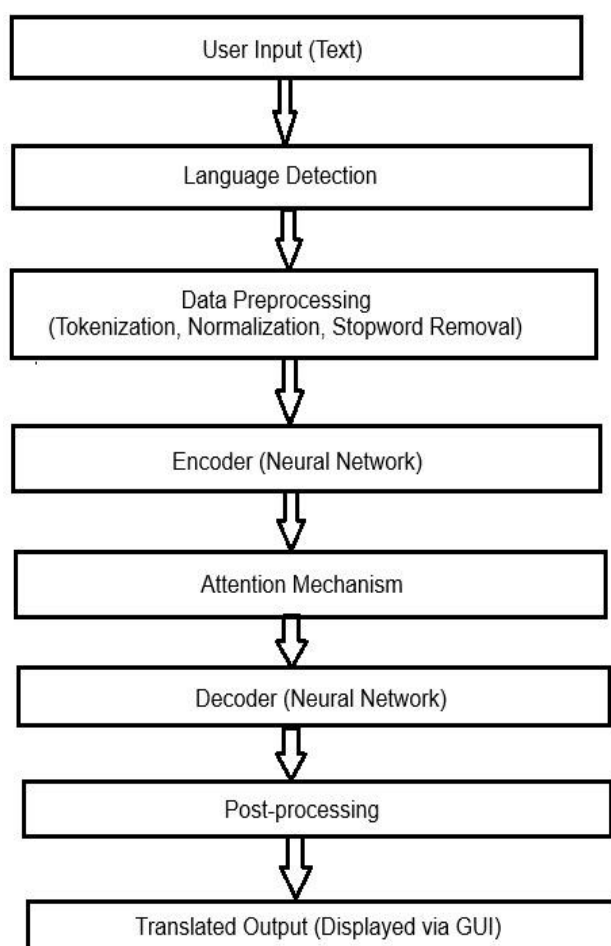 User Input (Text)
Language Detection
Data Preprocessing
(Tokenization, Normalization, Stopword Removal)
Encoder (Neural Network)
Attention Mechanism
Decoder (Neural Network)
Post-processing
Translated Output (Displayed via GUI)